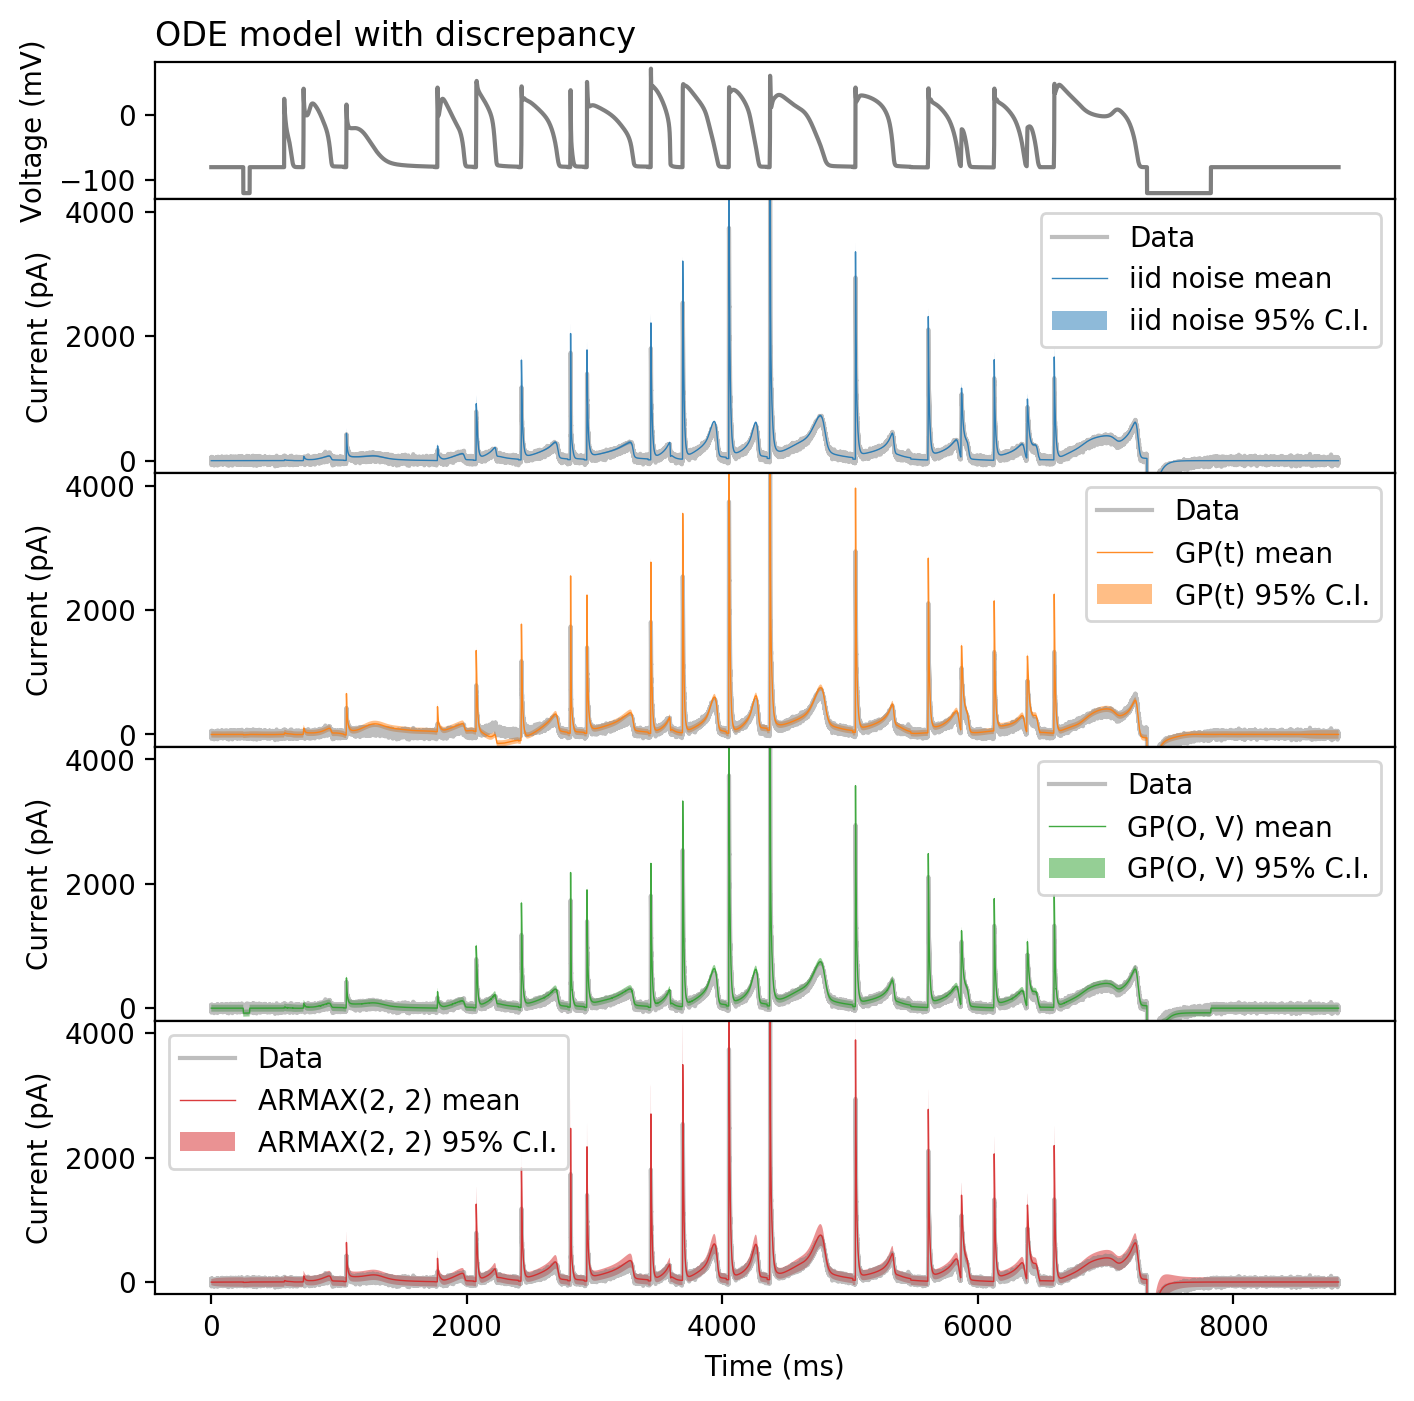 ODE model with discrepancy
Voltage (mV)
0
−100
Current (pA)
4000
2000
0
Data
iid noise mean
iid noise 95% C.I.
Current (pA)
4000
2000
0
Data
GP(t) mean
GP(t) 95% C.I.
Current (pA)
4000
2000
0
Data
GP(O, V) mean
GP(O, V) 95% C.I.
Current (pA)
4000
2000
0
Data
ARMAX(2, 2) mean
ARMAX(2, 2) 95% C.I.
0 2000 4000 6000 8000
Time (ms)